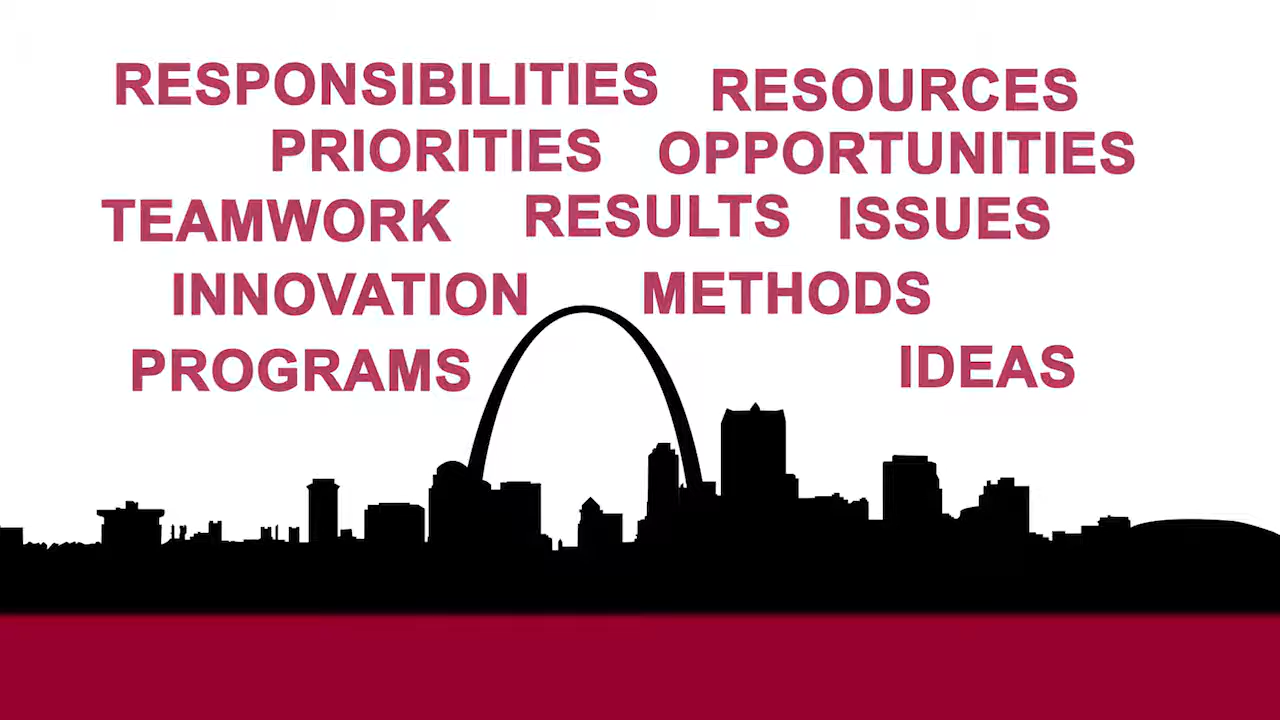 RESPONSIBILITIES RESOURCES
PRIORITIES OPPORTUNITIES
TEAMWORK RESULTS ISSUES
INNOVATION METHODS
PROGRAMS IDEAS